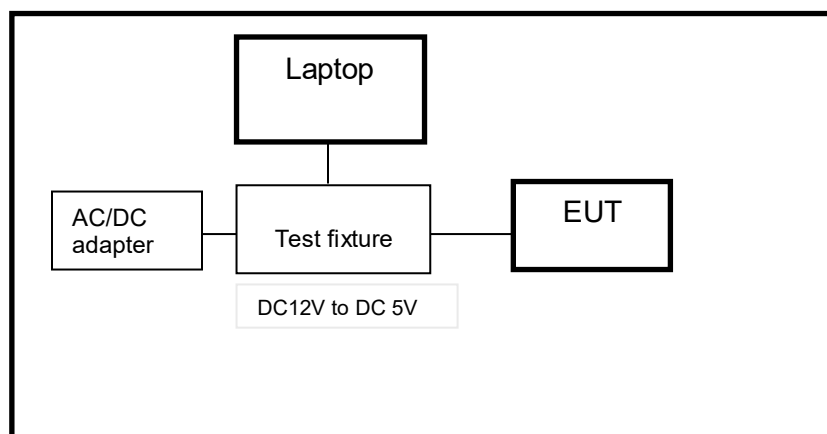 Laptop
AC/DC
adapter
Test fixture
EUT
DC12V to DC 5V